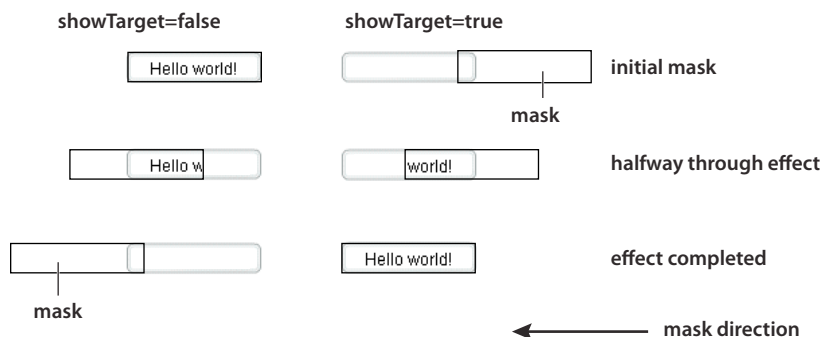 showTarget=false showTarget=true
Hello world! initial mask
mask
Hello w world! halfway through effect
Hello world! effect completed
mask
mask direction